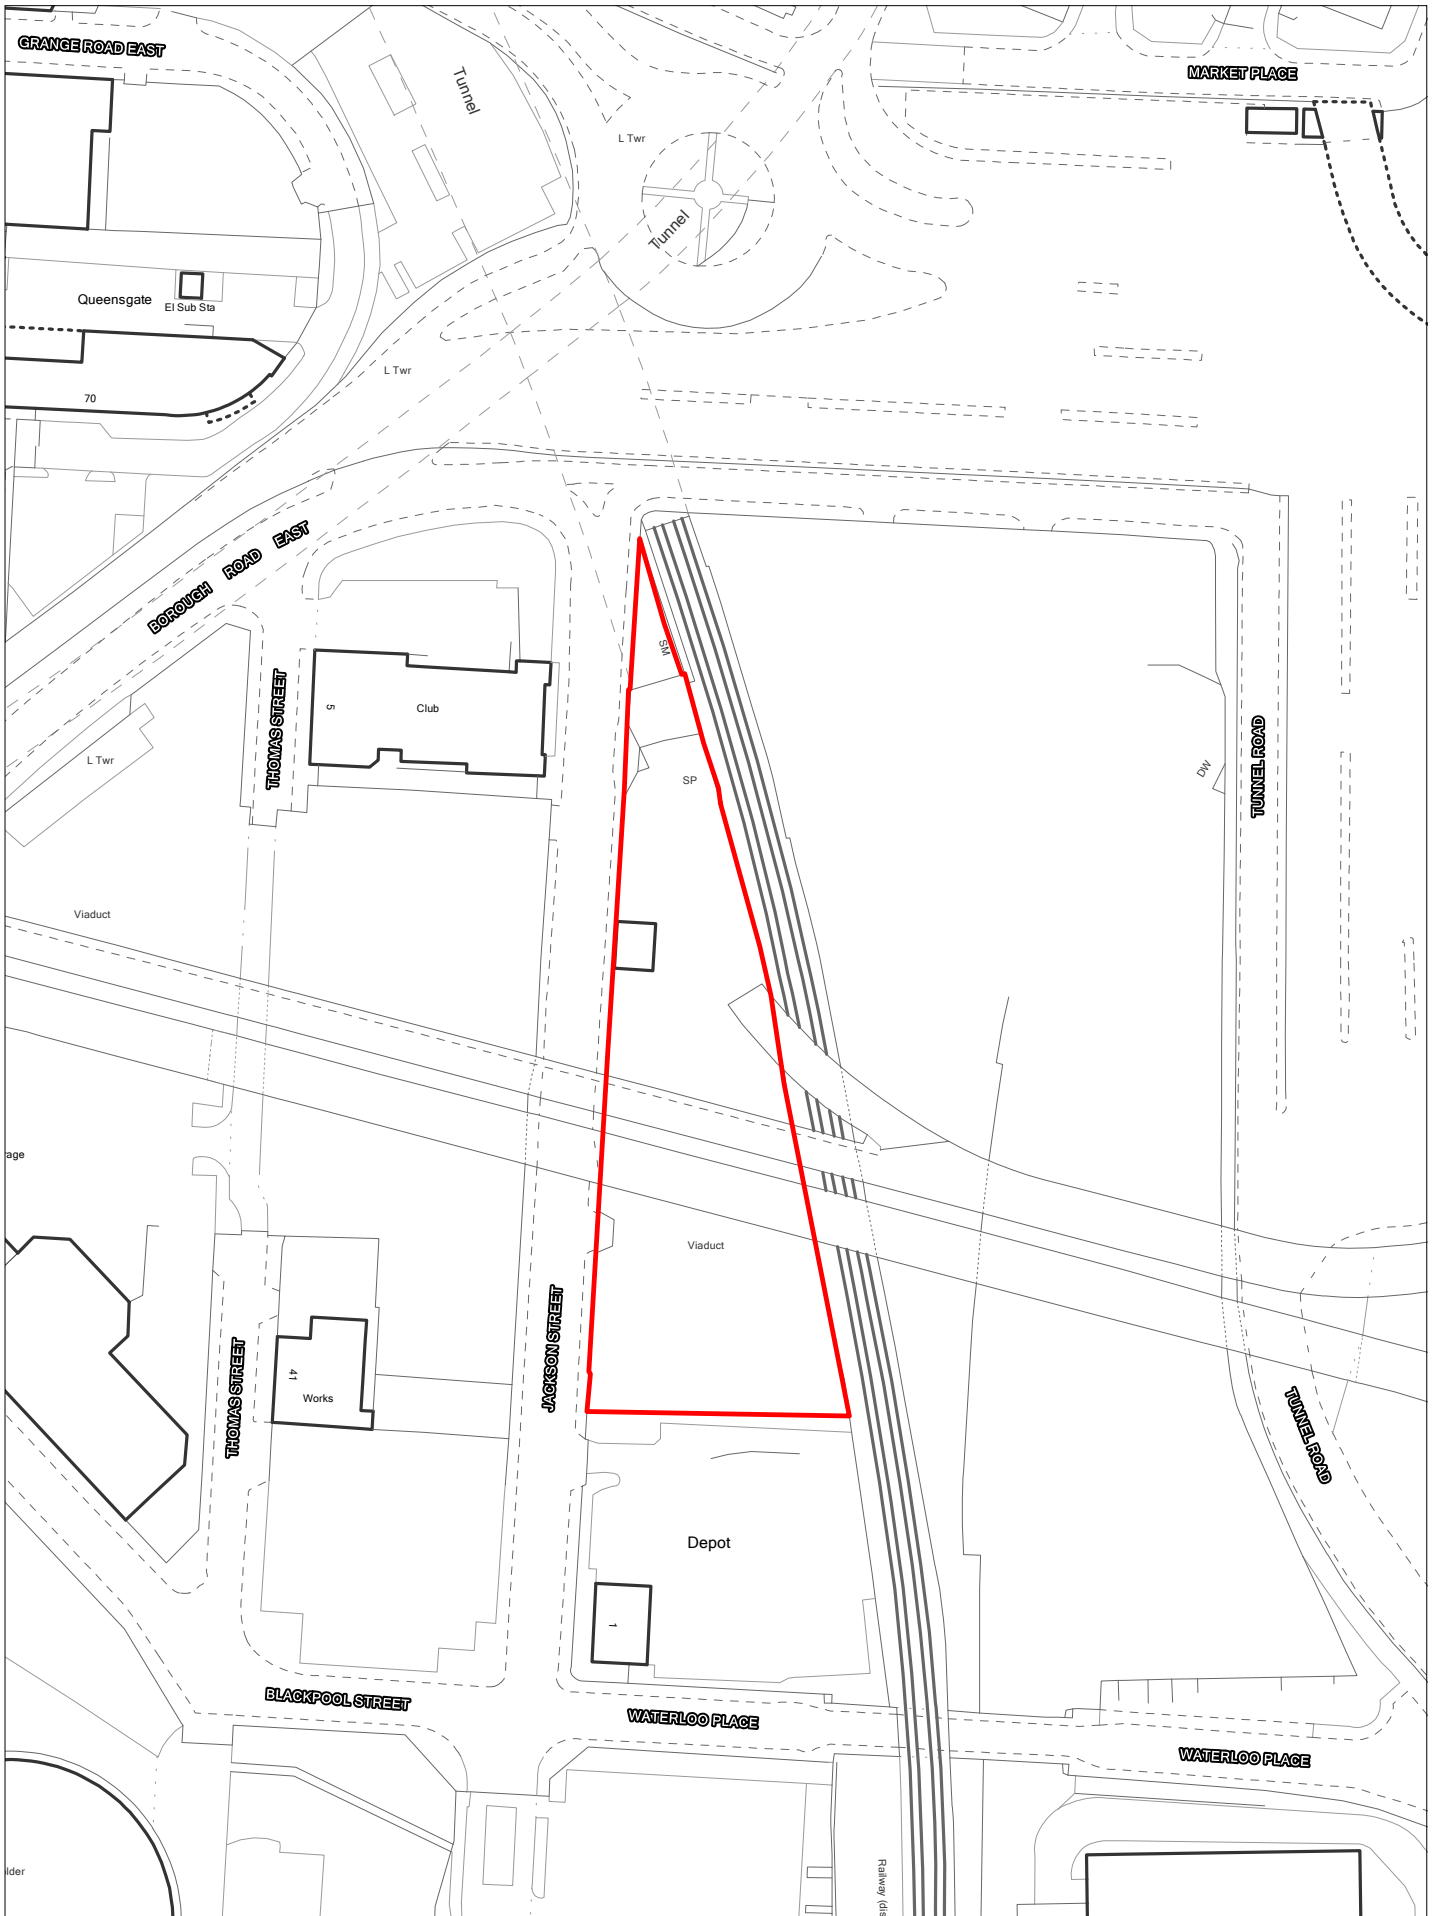 GRANGE ROAD EAST
Tunnel
MARKET PLACE
L Twr
Tunnel
Queensgate
El Sub Sta
L Twr
70
BOROUGH ROAD EAST
THOMAS STREET
5
Club
SM
L Twr
SP
DW
TUNNEL ROAD
Viaduct
Viaduct
JACKSON STREET
THOMAS STREET
41
Works
TUNNEL ROAD
Depot
1
BLACKPOOL STREET
WATERLOO PLACE
WATERLOO PLACE
Railway (dis